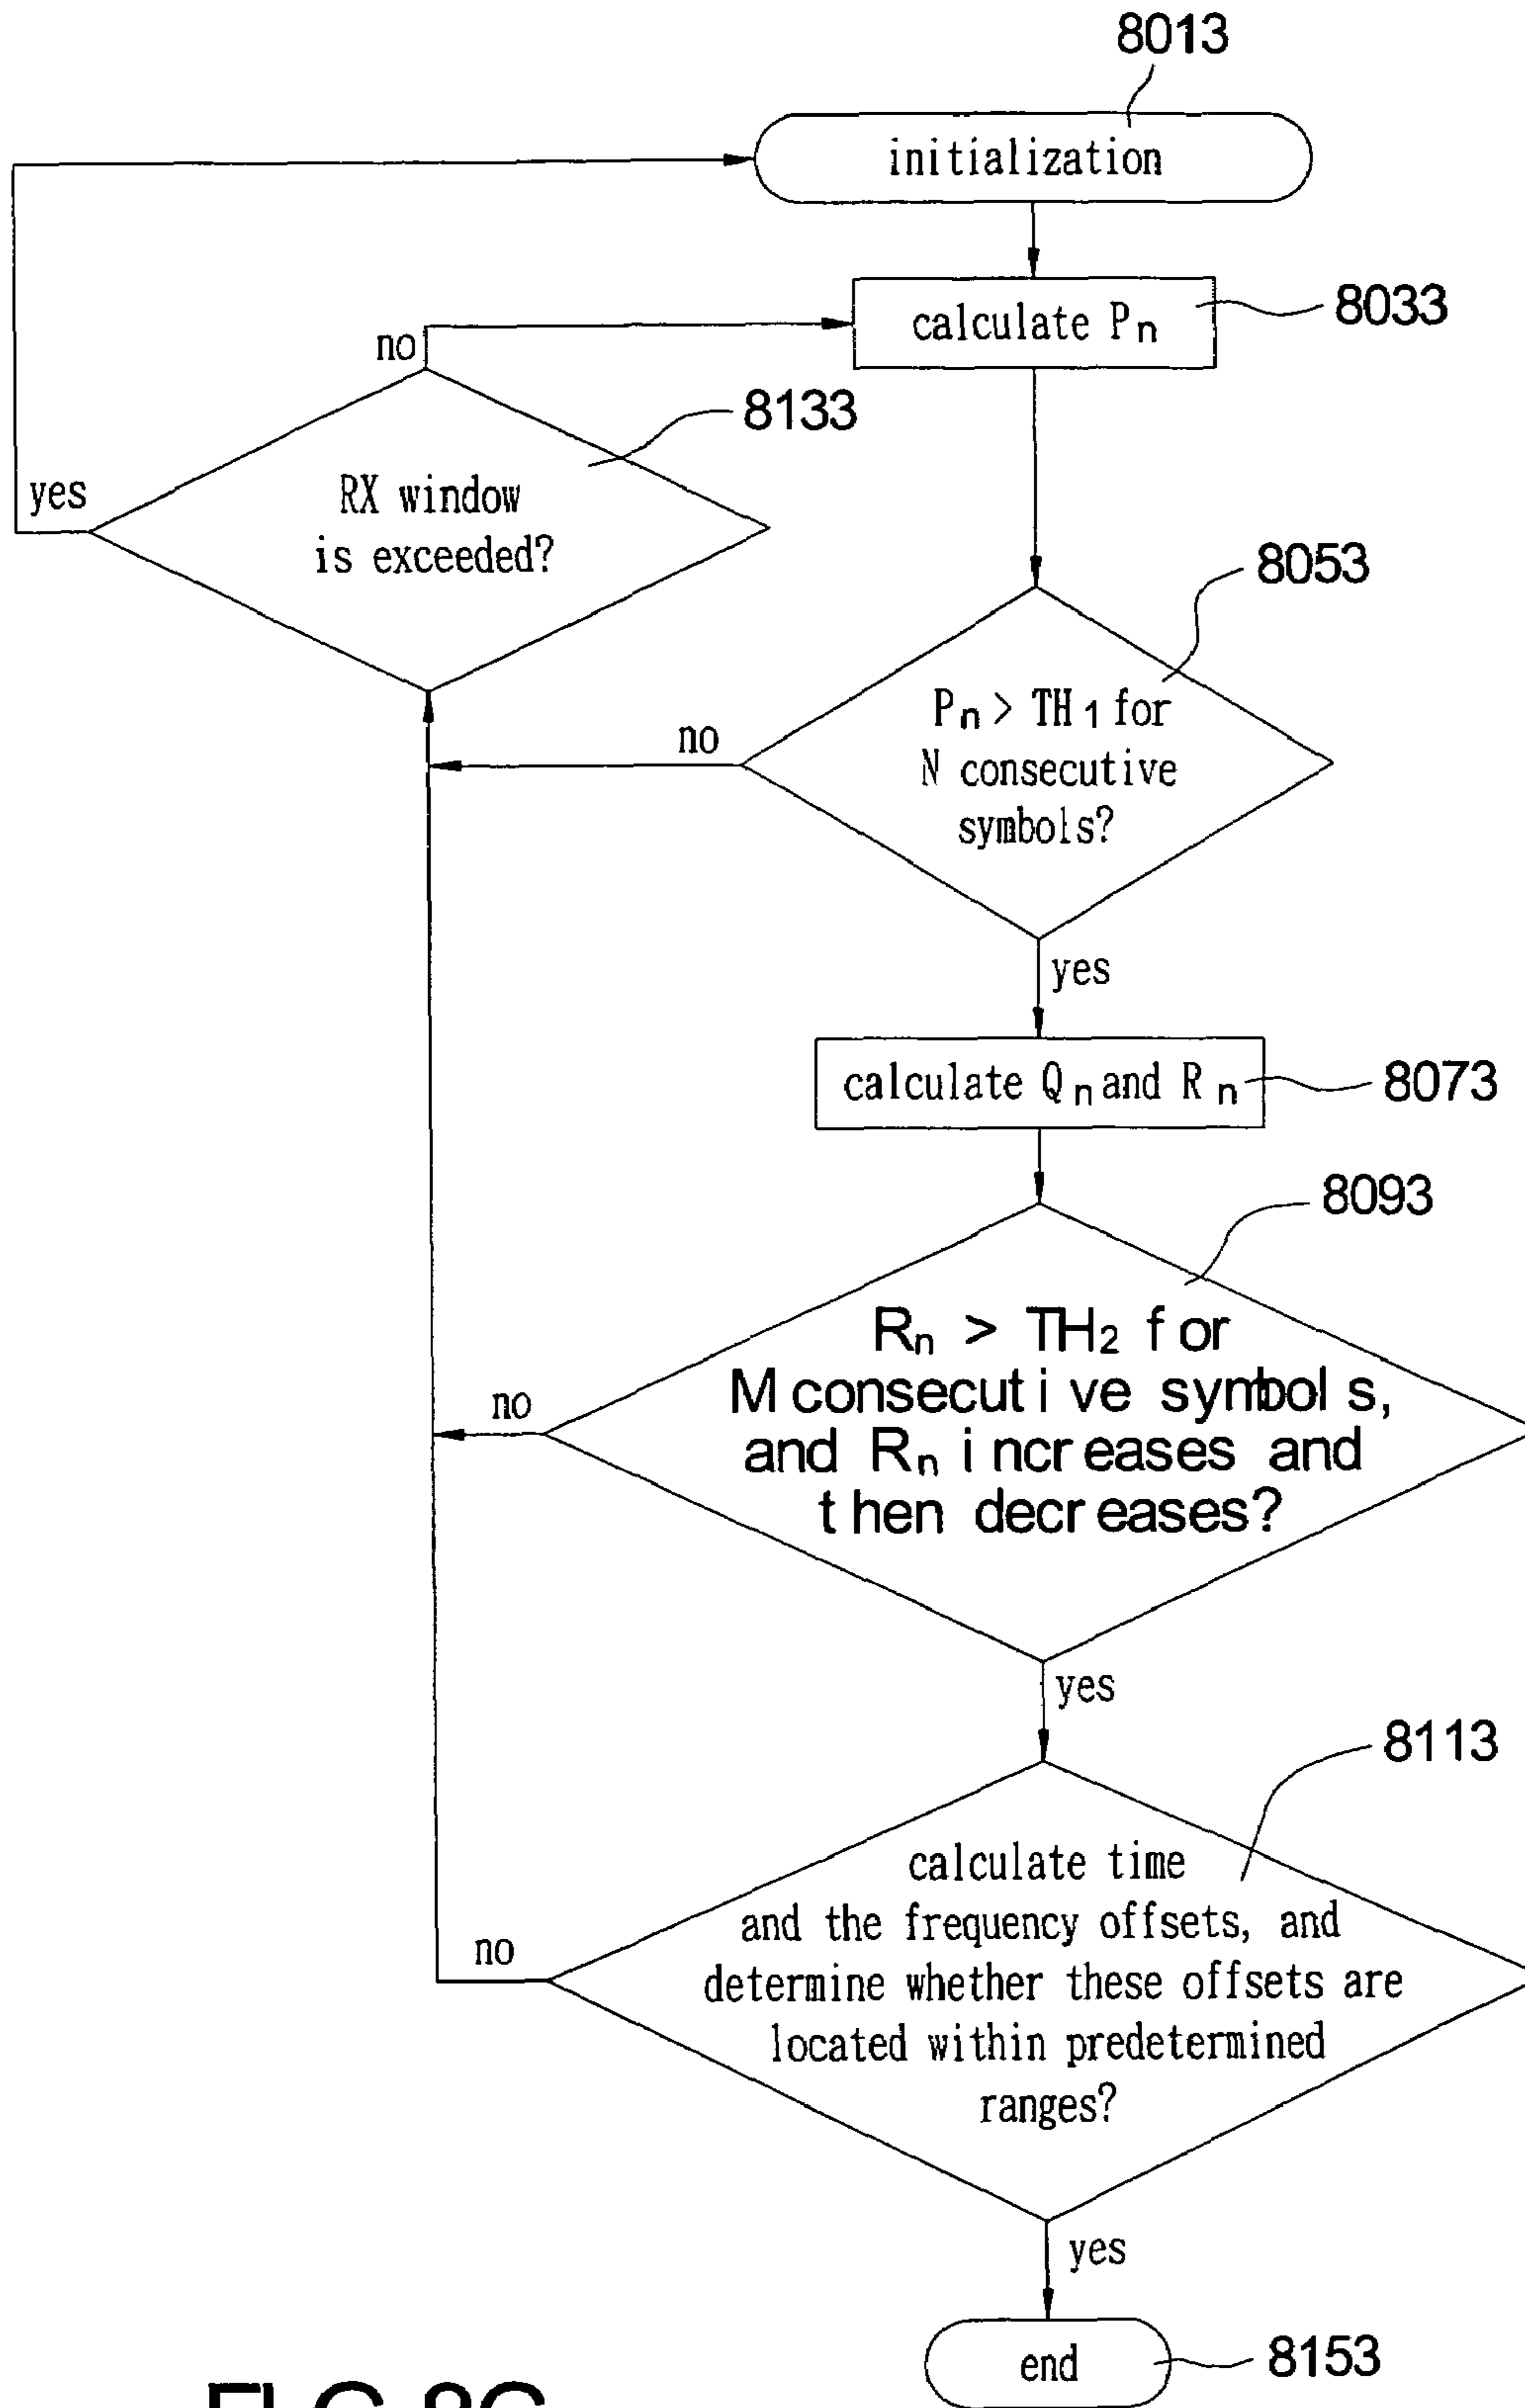 8013
initialization
calculate Pn
8033
no
8133
RX window
is exceeded?
yes
8053
Pn > TH1 for
N consecutive
symbols?
no
yes
calculate Qn and Rn
8073
8093
Rn > TH2 for
M consecutive symbols,
and Rn increases and
then decreases?
no
yes
8113
calculate time
and the frequency offsets, and
determine whether these offsets are
located within predetermined
ranges?
no
yes
end
8153
FIG. 8C